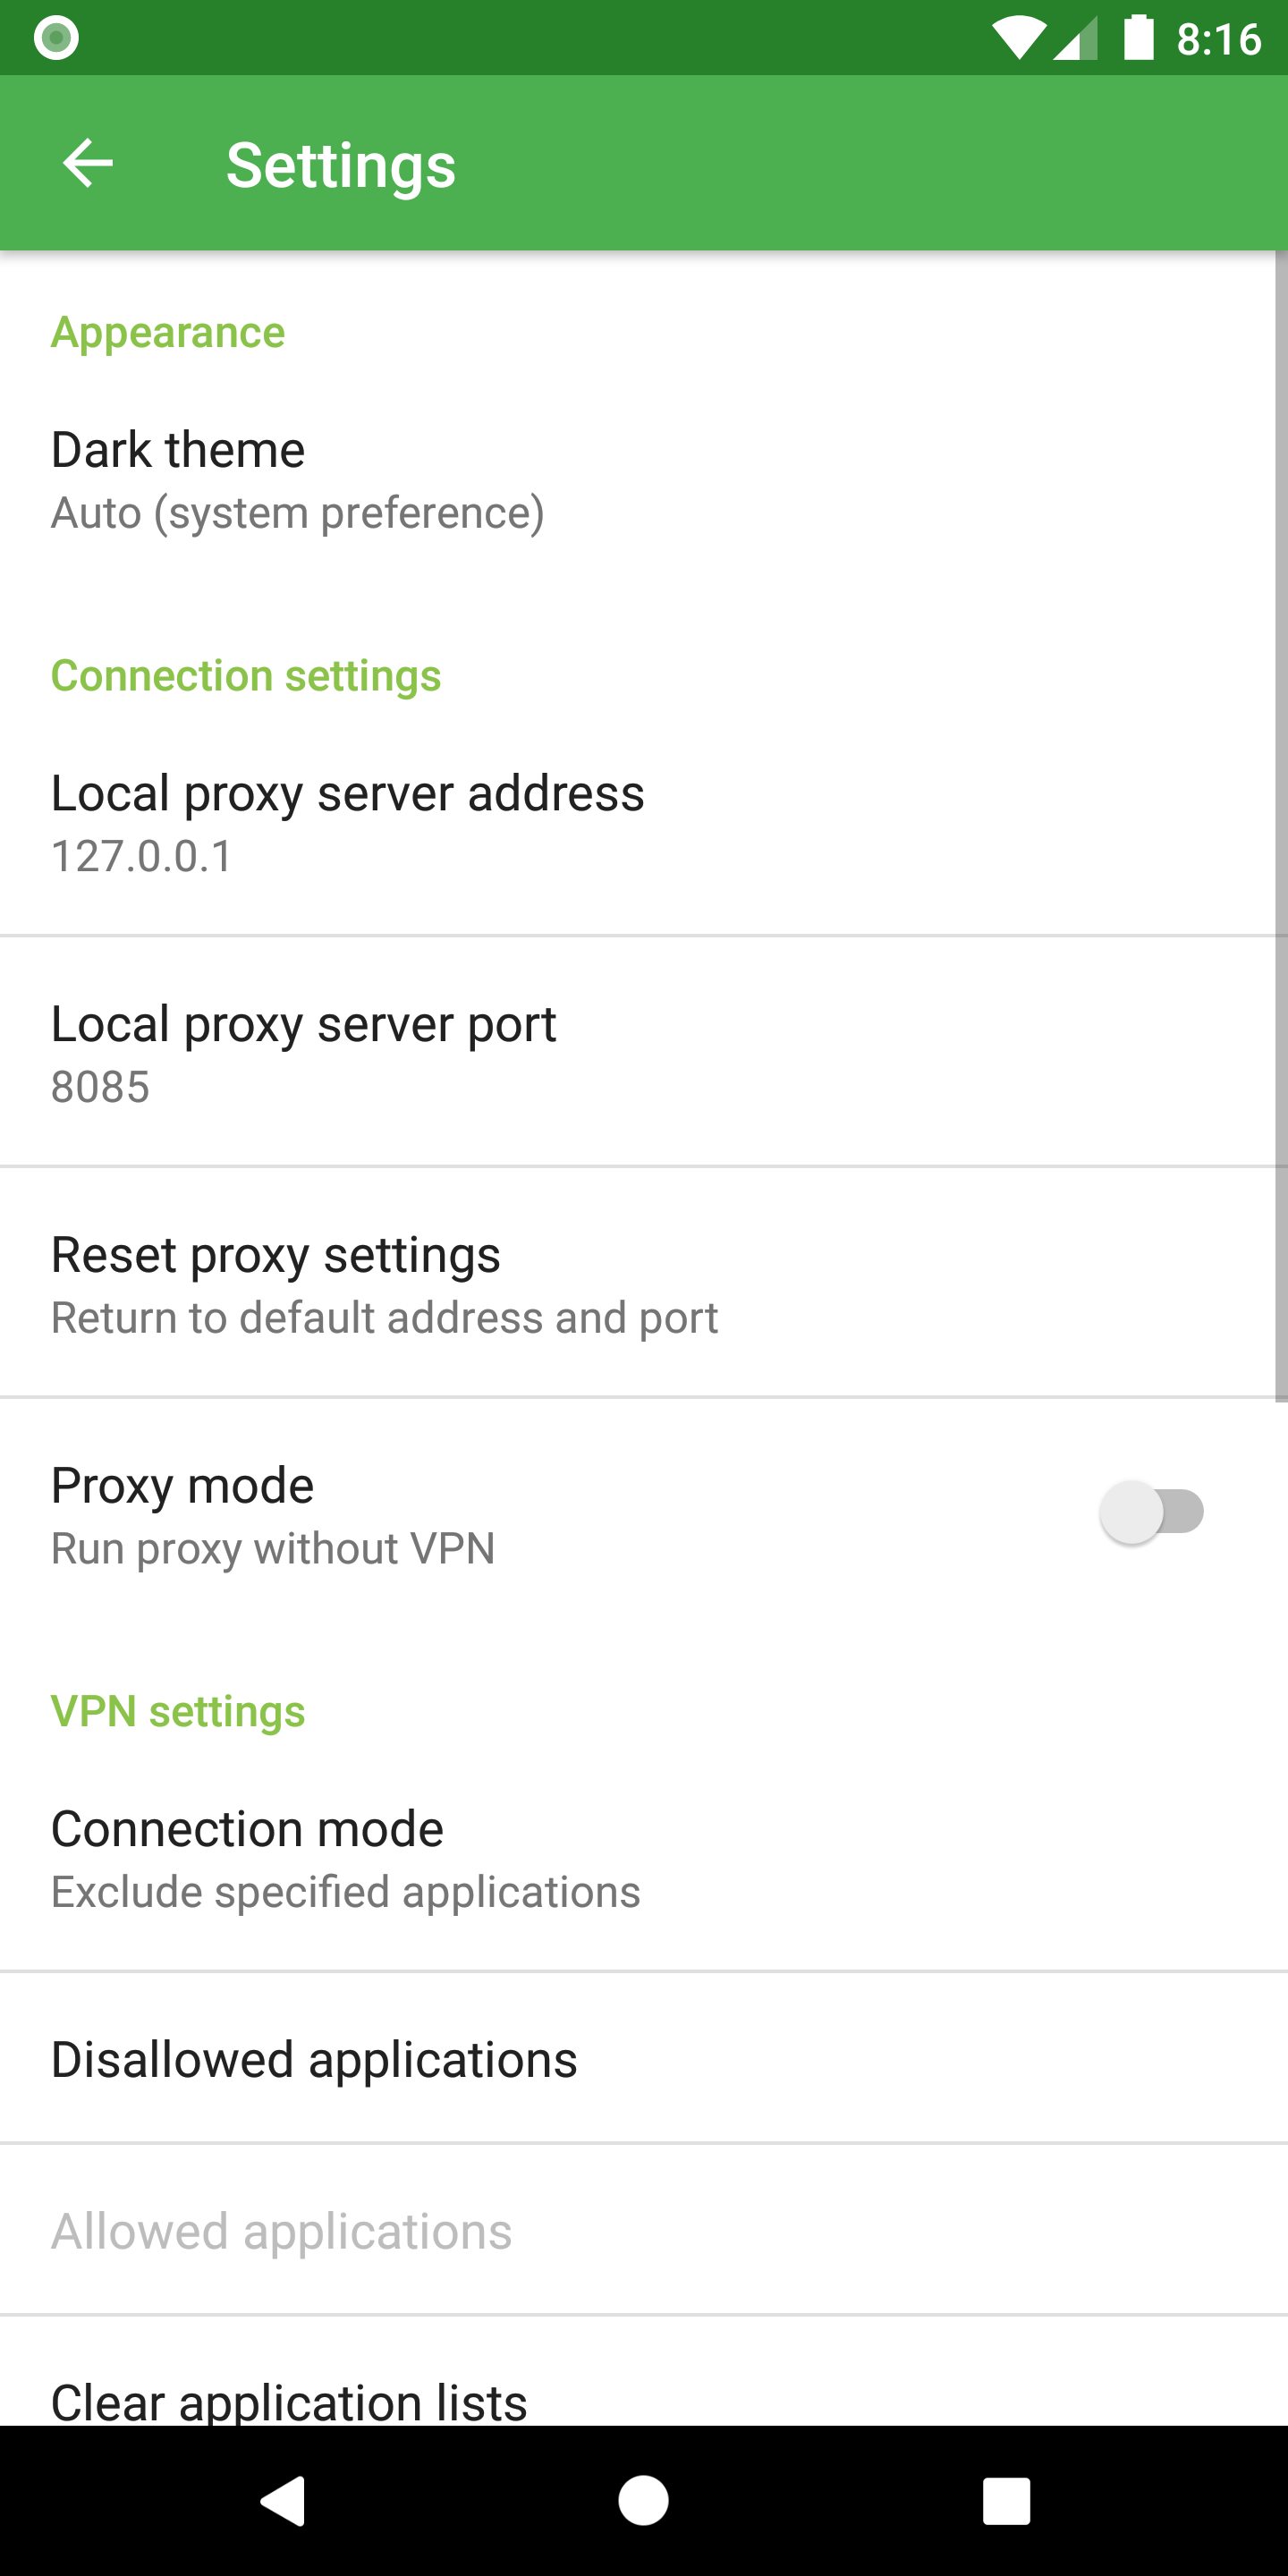 8:16
Settings
Appearance
Dark theme
Auto (system preference)
Connection settings
Local proxy server address
127.0.0.1
Local proxy server port
8085
Reset proxy settings
Return to default address and port
Proxy mode
Run proxy without VPN
VPN settings
Connection mode
Exclude specified applications
Disallowed applications
Allowed applications
Clear application lists